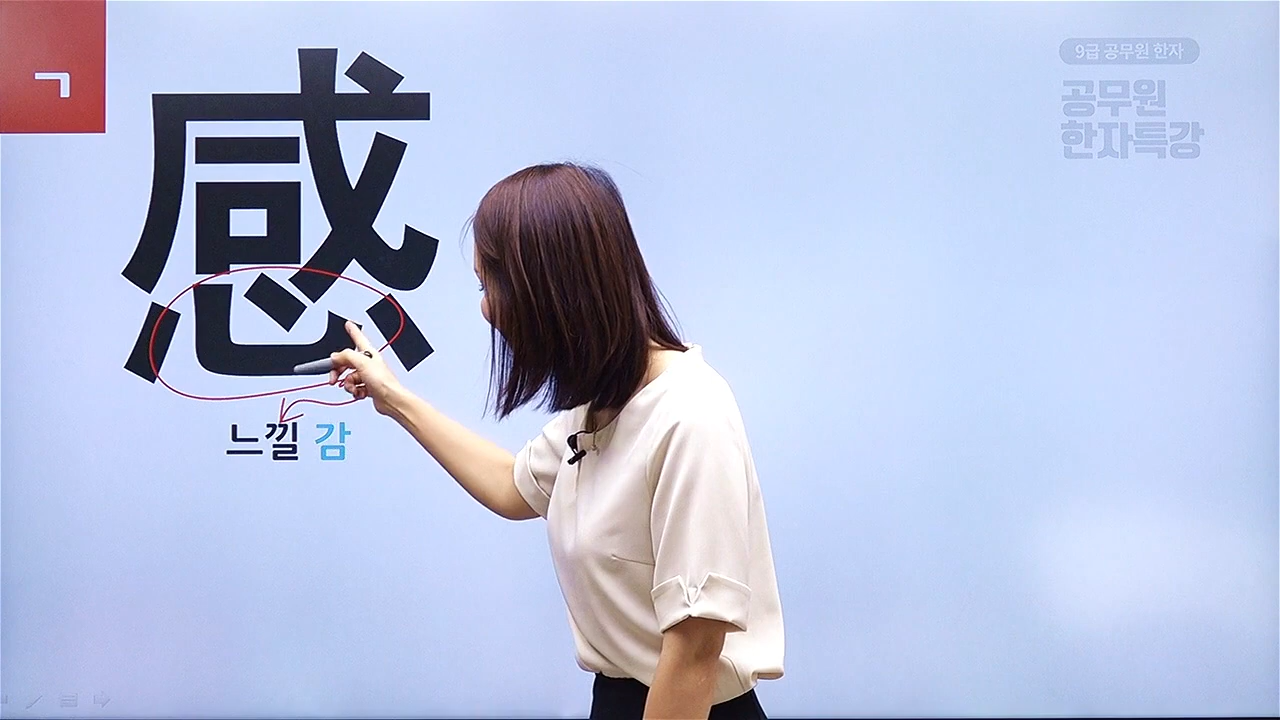 ㄱ
感
느낄 감
9급 공무원 한자
공무원
한자특강